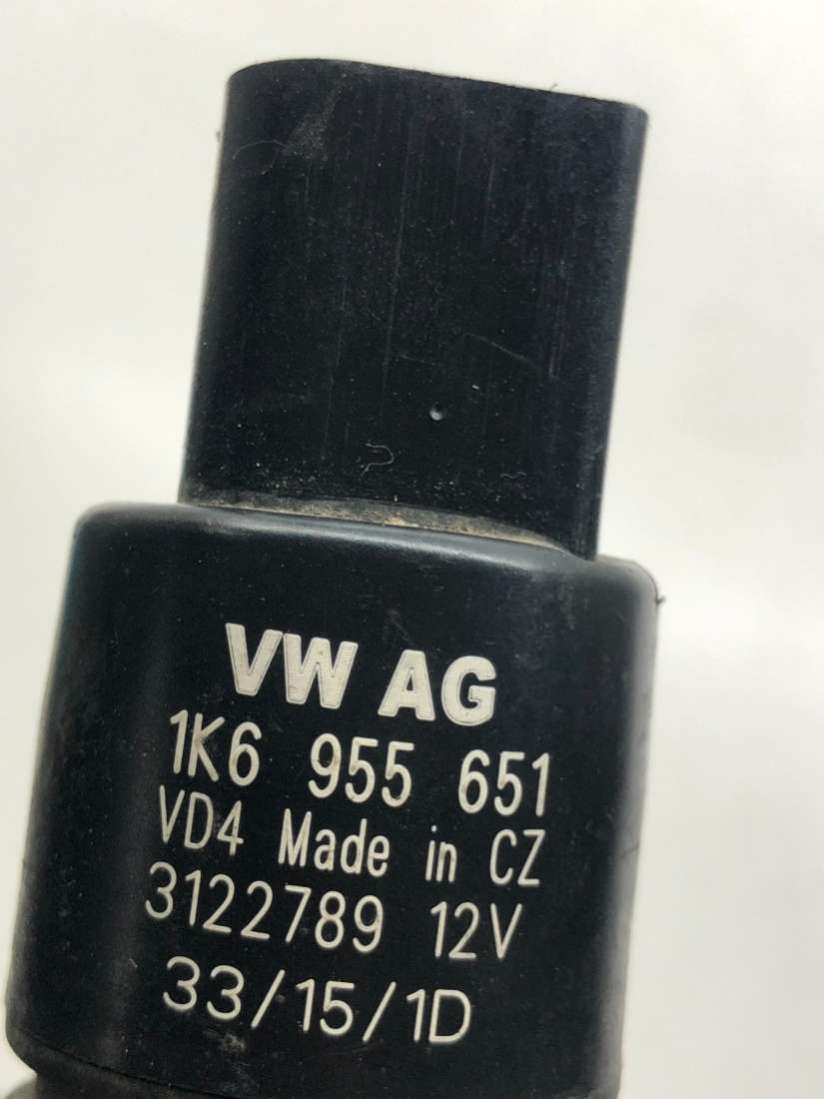 VW AG
1K6 955 651
VD4 Made in CZ
3122789 12V
33/15/1D